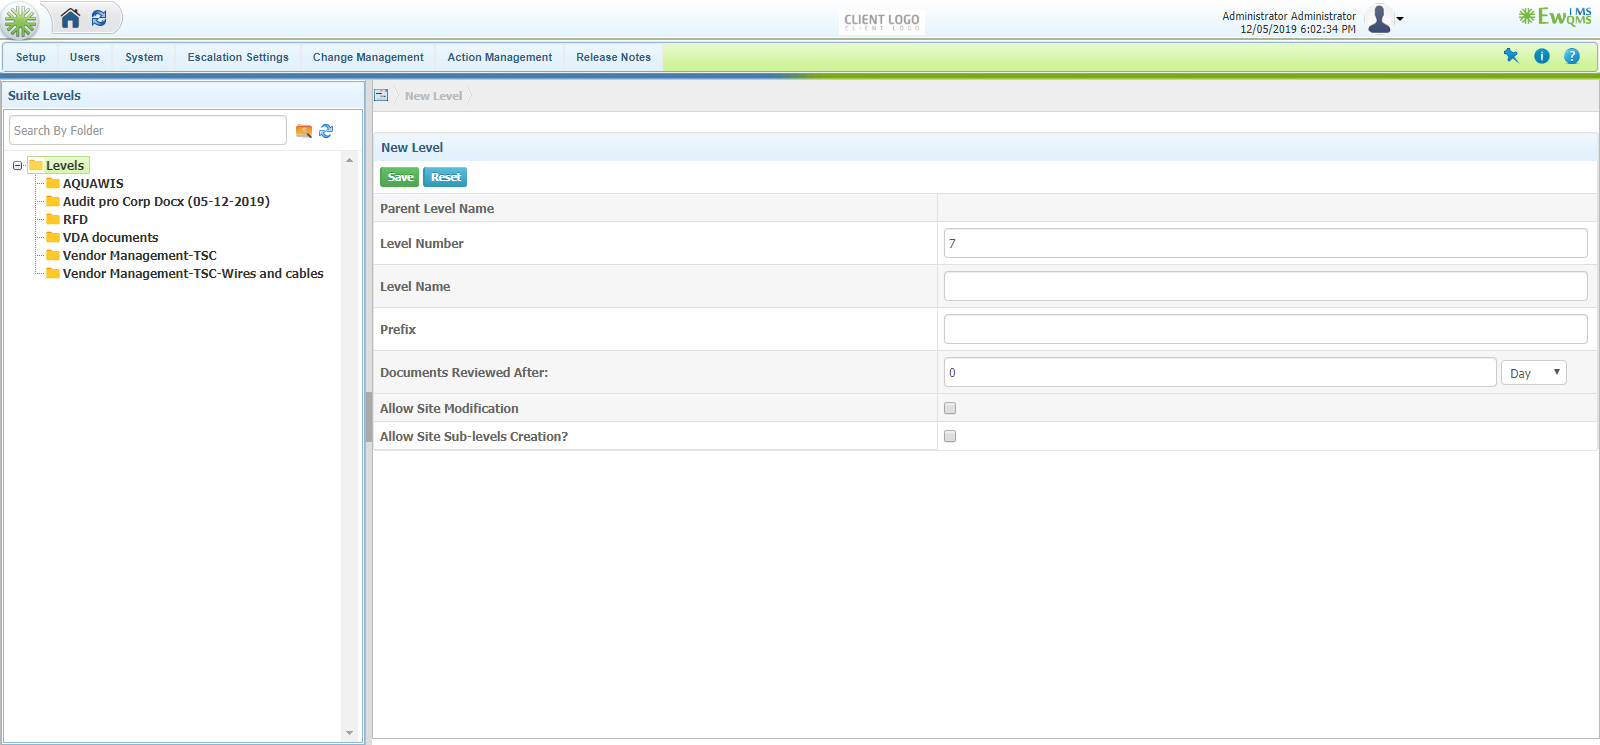 CLIENT LOGO
CLIENT LOGO
Administrator Administrator
12/05/2019 6:02:34 PM
EwQMS
IMS
Setup
Users
System
Escalation Settings
Change Management
Action Management
Release Notes
Suite Levels
Search By Folder
Levels
AQUAWIS
Audit pro Corp Docx (05-12-2019)
RFD
VDA documents
Vendor Management-TSC
Vendor Management-TSC-Wires and cables
New Level
New Level
Save
Reset
Parent Level Name
Level Number
7
Level Name
Prefix
Documents Reviewed After:
0
Day
Allow Site Modification
Allow Site Sub-levels Creation?